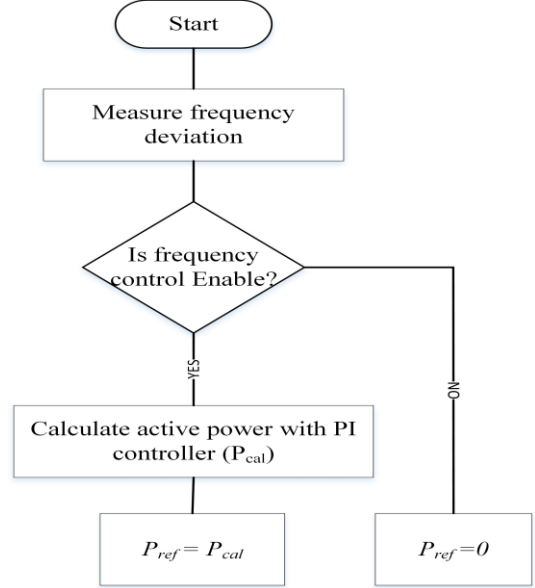 Start
Measure frequency
deviation
Is frequency
control Enable?
YES
NO
Calculate active power with PI
controller (Pcal)
Pref = Pcal
Pref=0